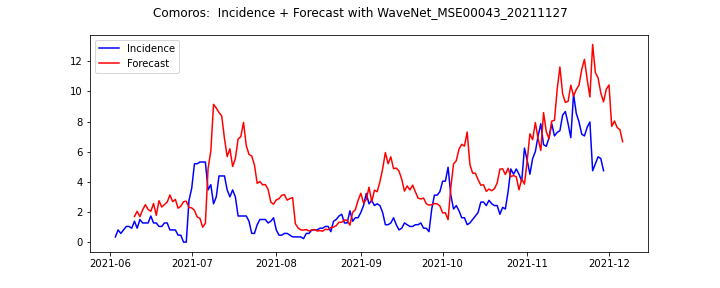 Comoros:  Incidence + Forecast with WaveNet_MSE00043_20211127
Incidence
Forecast
12
10
8
6
4
2
0
2021-06 2021-07 2021-08 2021-09 2021-10 2021-11 2021-12